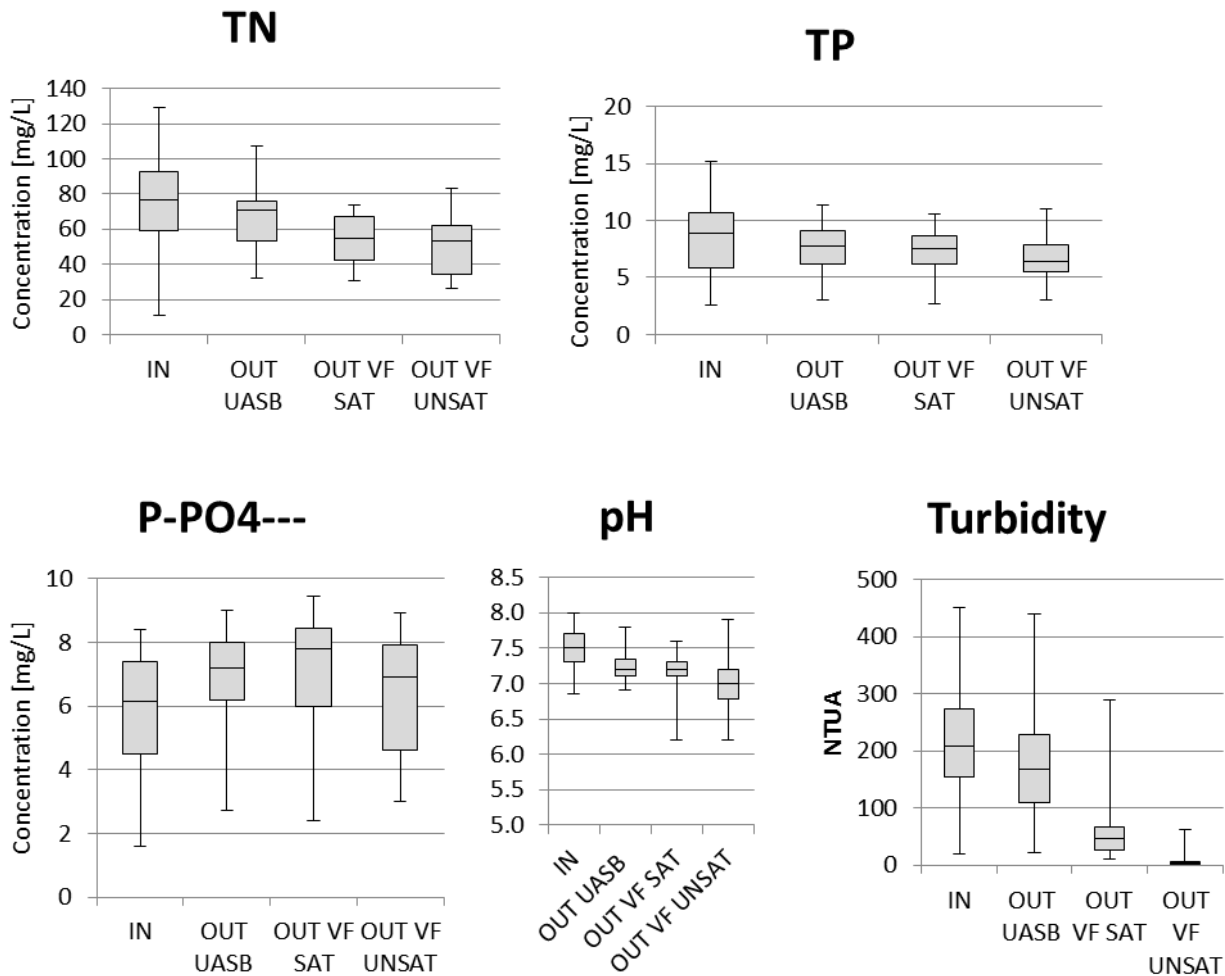 TN
Concentration [mg/L]
140
120
100
80
60
40
20
0
IN
OUT
UASB
OUT VF
SAT
OUT VF
UNSAT
TP
Concentration [mg/L]
20
15
10
5
0
IN
OUT
UASB
OUT VF
SAT
OUT VF
UNSAT
P-PO4---
Concentration [mg/L]
10
8
6
4
2
0
IN
OUT
UASB
OUT VF
SAT
OUT VF
UNSAT
pH
8.5
8.0
7.5
7.0
6.5
6.0
5.5
5.0
IN
OUT UASB
OUT VF SAT
OUT VF UNSAT
Turbidity
NTUA
500
400
300
200
100
0
IN
OUT
UASB
OUT
VF SAT
OUT
VF
UNSAT